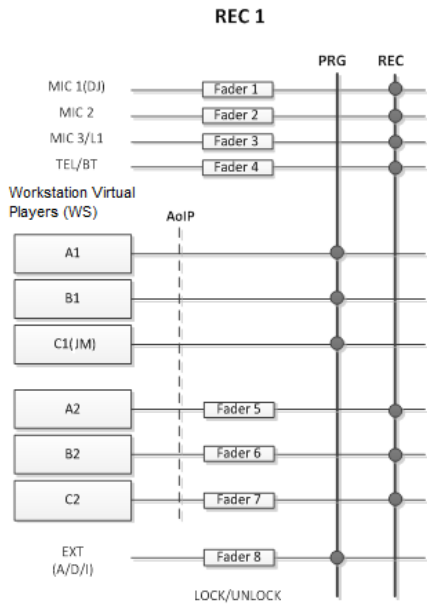 REC 1
PRG REC
MIC 1(DJ) Fader 1
MIC 2 Fader 2
MIC 3/L1 Fader 3
TEL/BT Fader 4
Workstation Virtual
Players (WS)
AoIP
A1
B1
C1(JM)
A2 Fader 5
B2 Fader 6
C2 Fader 7
EXT Fader 8
(A/D/I)
LOCK/UNLOCK